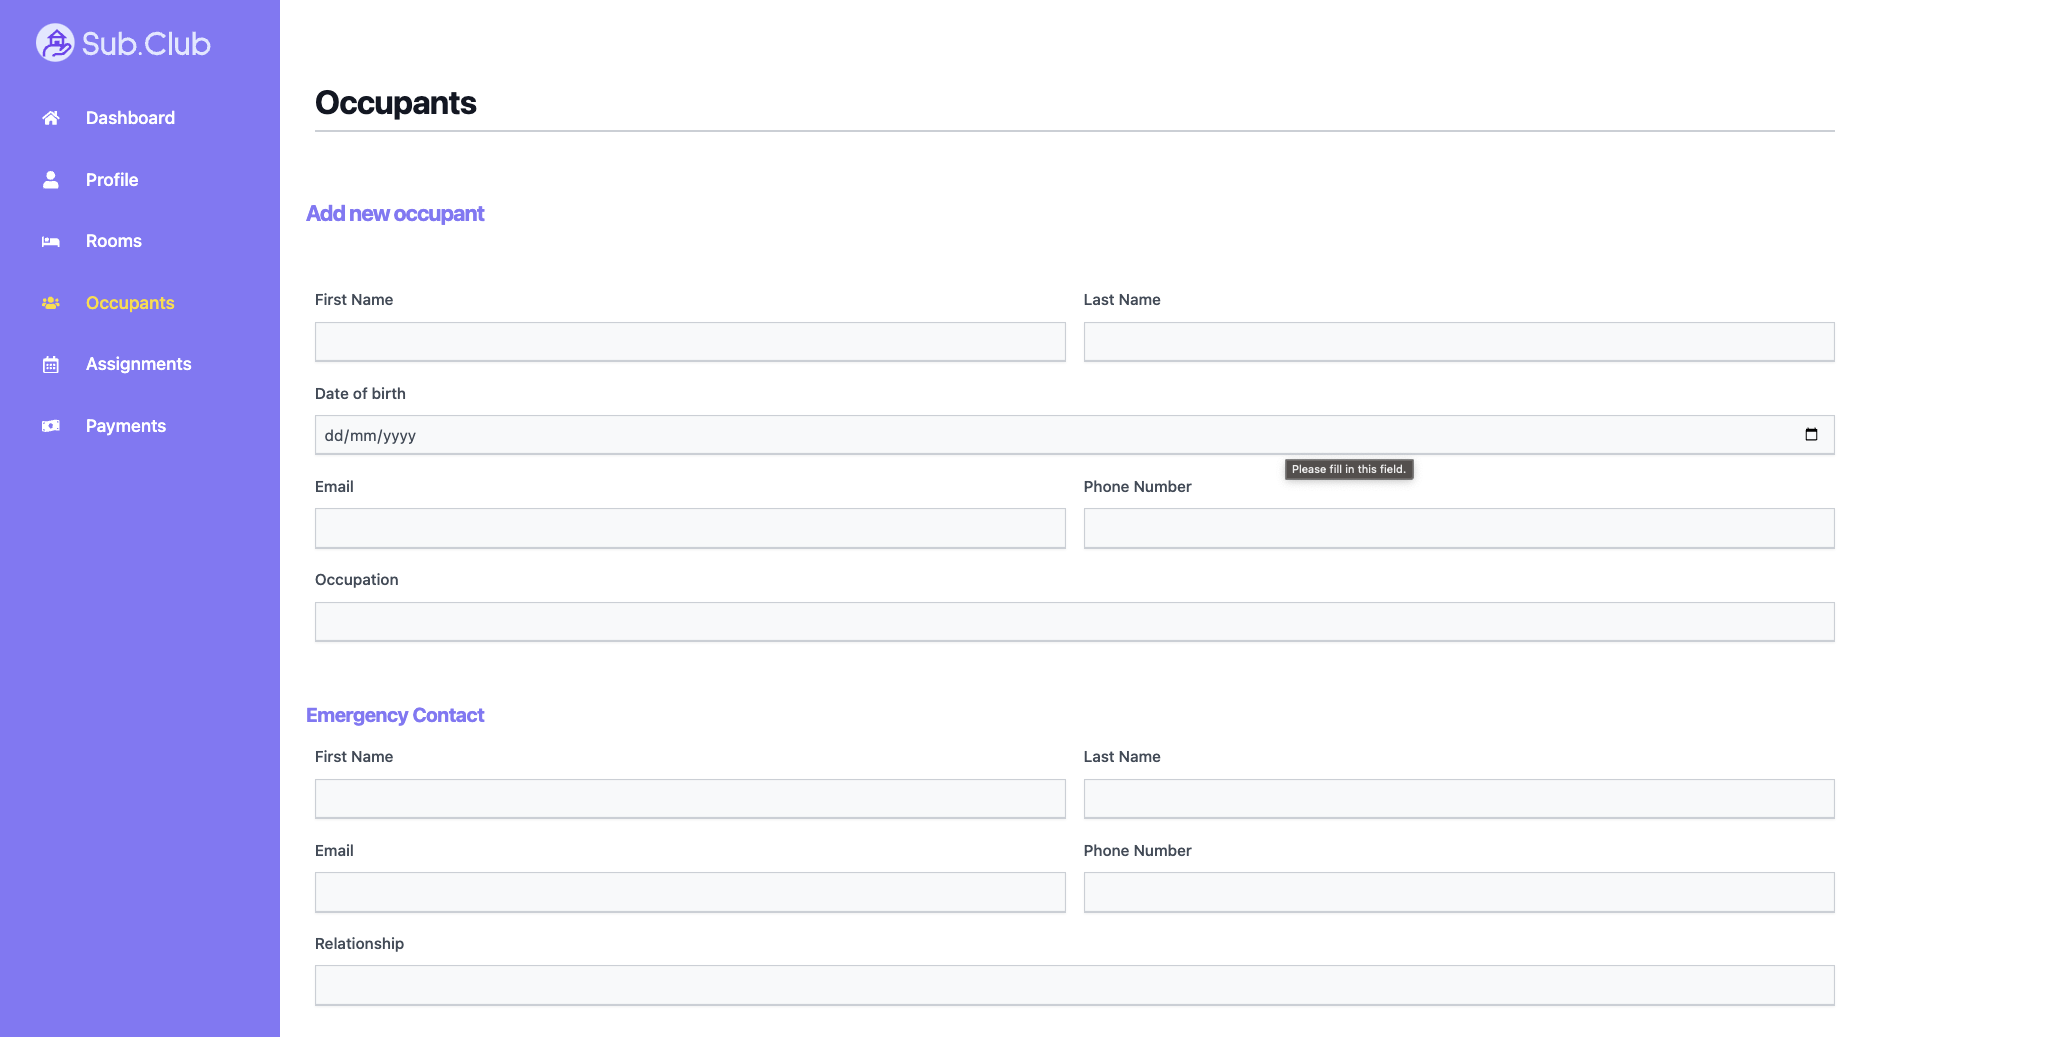 Sub.Club
Dashboard
Profile
Rooms
Occupants
Assignments
Payments
Occupants
Add new occupant
First Name
Last Name
Date of birth
dd/mm/yyyy
Please fill in this field.
Email
Phone Number
Occupation
Emergency Contact
First Name
Last Name
Email
Phone Number
Relationship